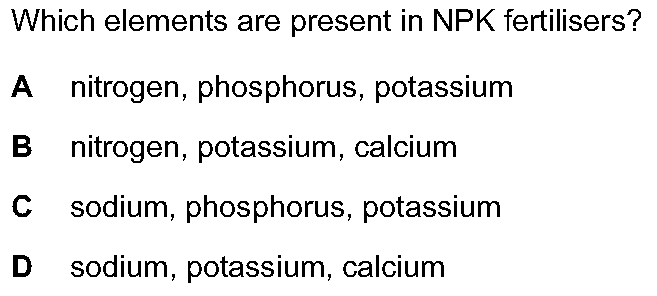 Which elements are present in NPK fertilisers?
A nitrogen, phosphorus, potassium
B nitrogen, potassium, calcium
C sodium, phosphorus, potassium
D sodium, potassium, calcium